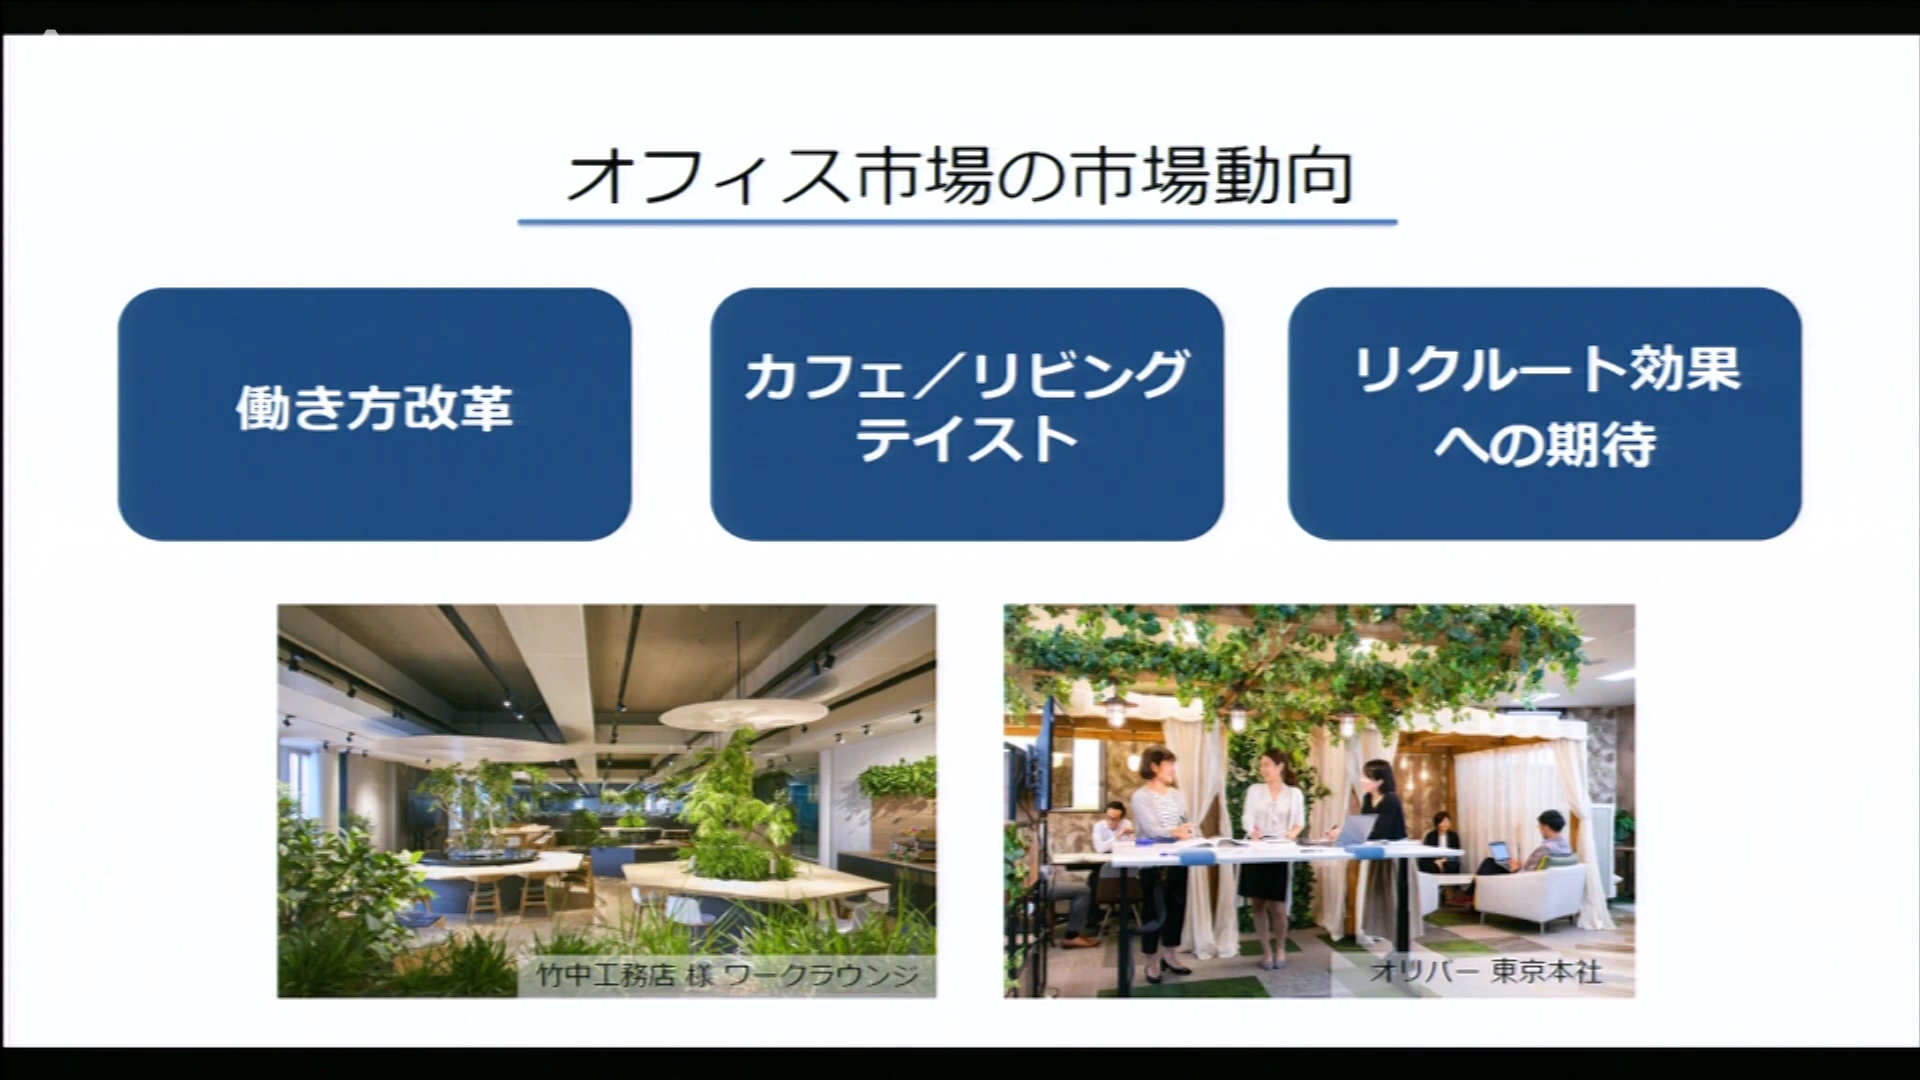 オフィス市場の市場動向
働き方改革
カフェ／リビング
テイスト
リクルート効果
への期待
竹中工務店 様 ワークラウンジ
オリバー 東京本社